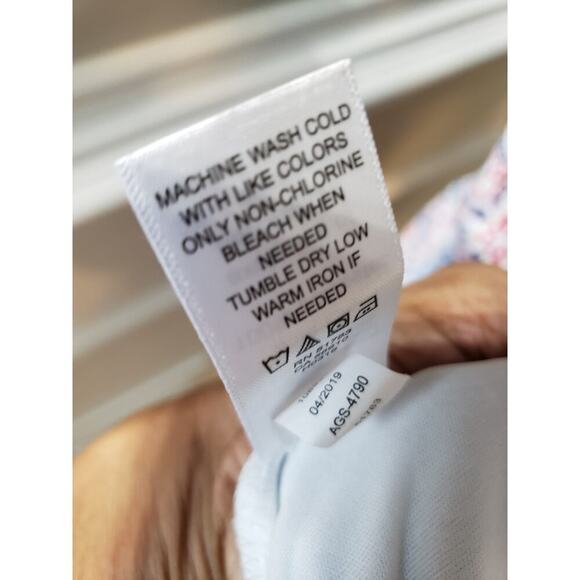 MACHINE WASH COLD
WITH LIKE COLORS
ONLY NON-CHLORINE
BLEACH WHEN
NEEDED
TUMBLE DRY LOW
WARM IRON IF
NEEDED
RN 51763
04/2019
AGS-4790